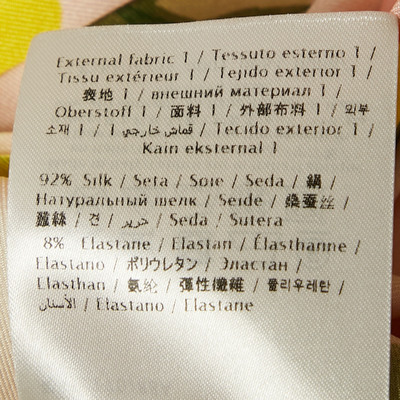 External fabric 1 / Tessuto esterno 1 /
Tissu extérieur 1 / Tejido exterior 1 /
表地 1 / внешний материал 1 /
Oberstoff 1 / 面料 1 / 外部布料 1 / 외부
소재 1 / قماش خارجي 1 / Tecido exterior 1 /
Kain eksternal 1
92% Silk / Seta / Soie / Seda / 絹 /
Натуральный шелк / Seide / 桑蚕丝 /
蠶絲 / 견 / حرير / Seda / Sutera
8% Elastane / Elastan / Élasthanne /
Elastano / ポリウレタン / Эластан /
Elasthan / 氨纶 / 彈性纖維 / 폴리우레탄 /
الأستان / Elastano / Elastane